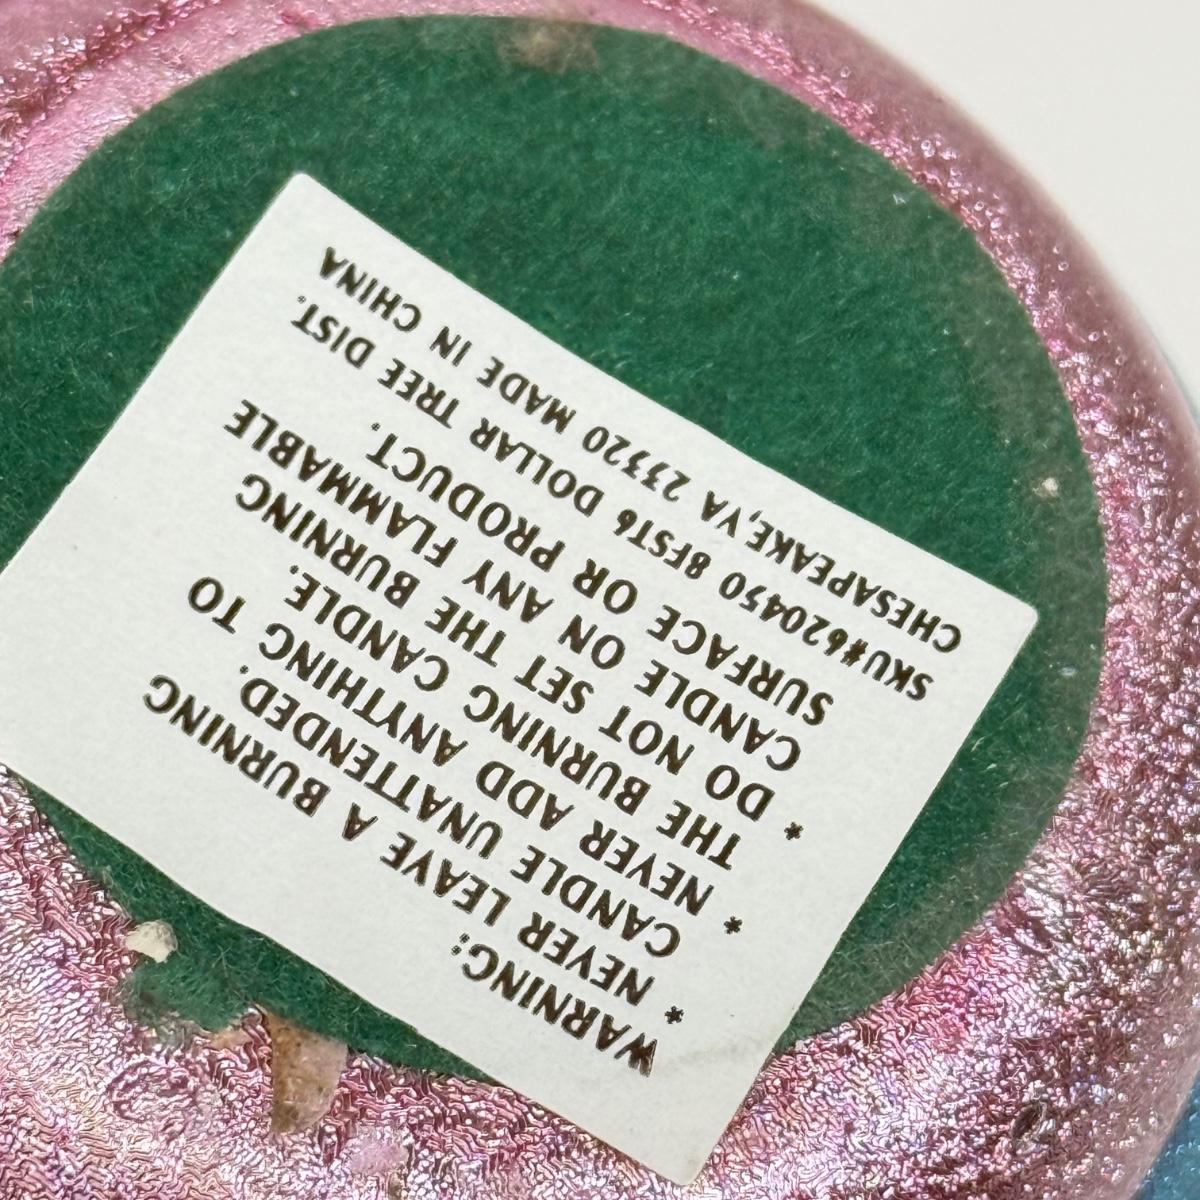 WARNING:
* NEVER LEAVE A BURNING
CANDLE UNATTENDED.
* NEVER ADD ANYTHING TO
THE BURNING CANDLE.
* DO NOT SET THE BURNING
CANDLE ON ANY FLAMMABLE
SURFACE OR PRODUCT.
SKU#620450 8FST6 DOLLAR TREE DIST.
CHESAPEAKE,VA 23320 MADE IN CHINA